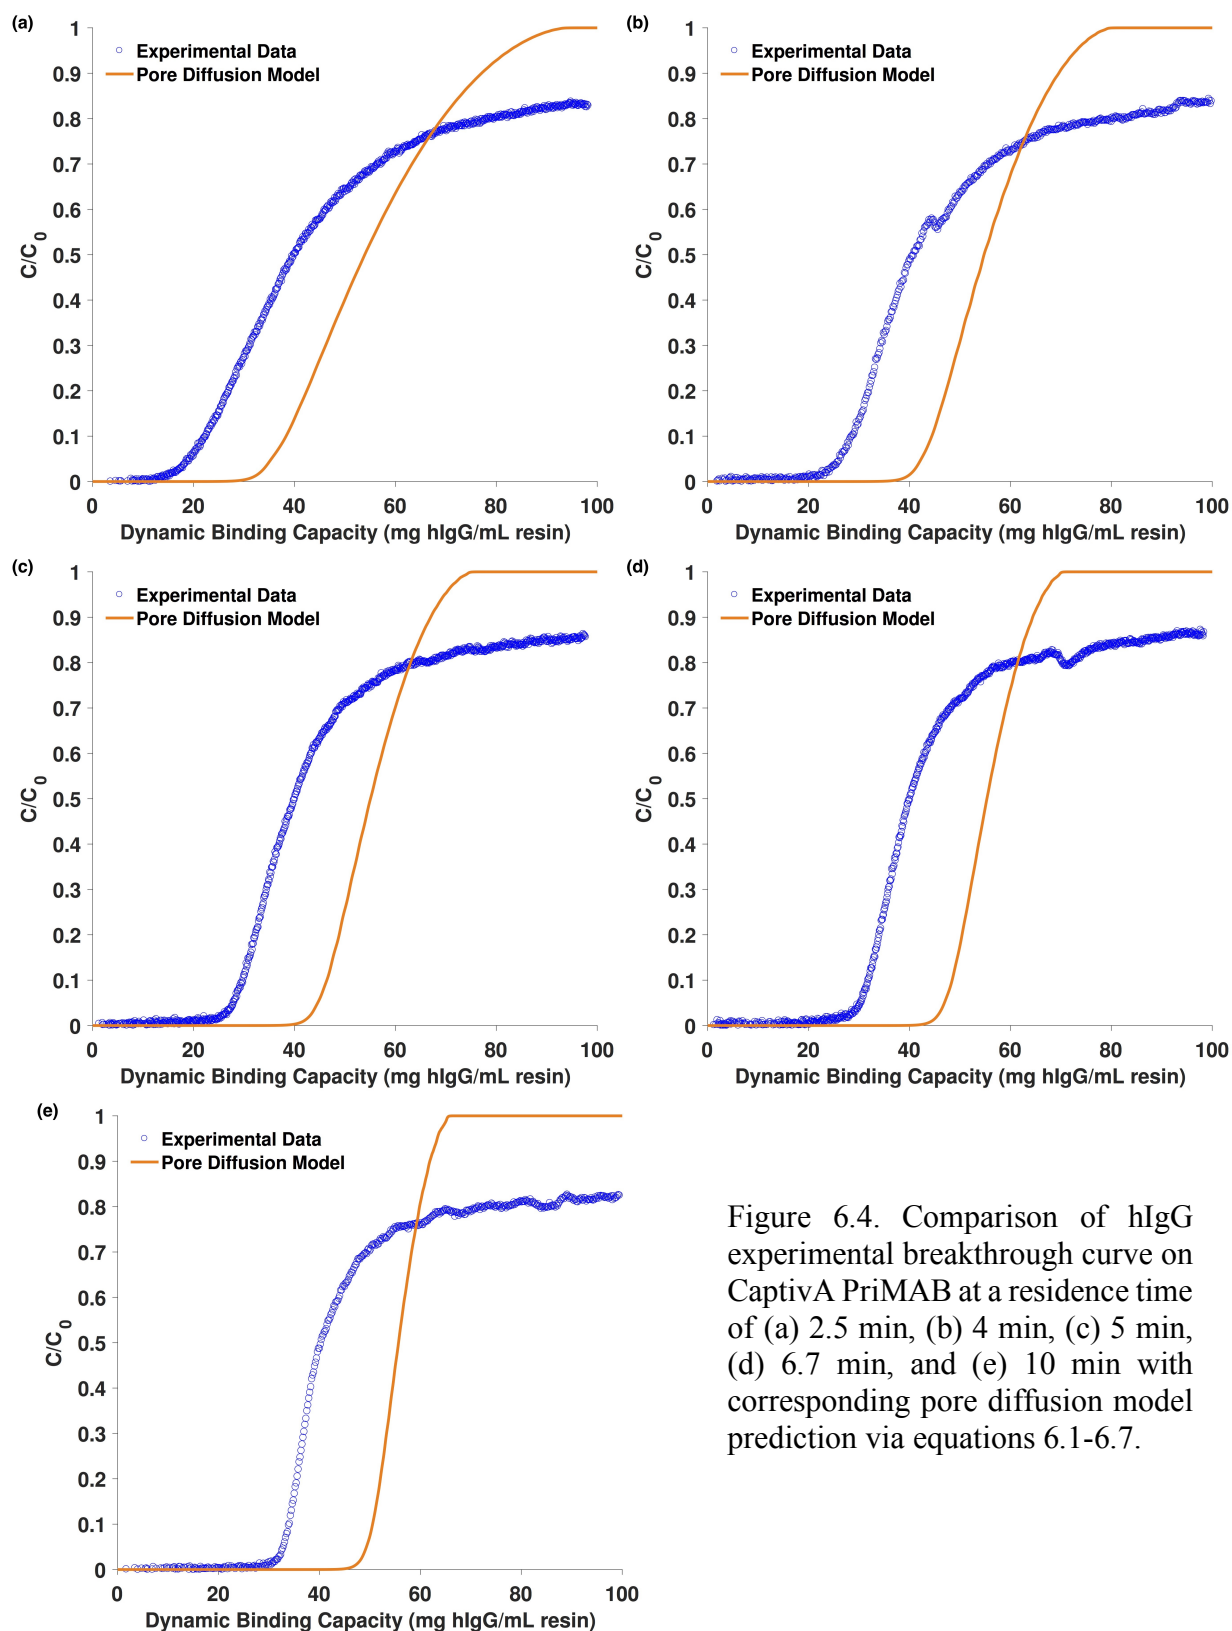 (a)
Experimental Data
Pore Diffusion Model
1
0.9
0.8
0.7
0.6
0.5
0.4
0.3
0.2
0.1
0
C/C0
0 20 40 60 80 100
Dynamic Binding Capacity (mg hIgG/mL resin)
(b)
Experimental Data
Pore Diffusion Model
1
0.9
0.8
0.7
0.6
0.5
0.4
0.3
0.2
0.1
0
C/C0
0 20 40 60 80 100
Dynamic Binding Capacity (mg hIgG/mL resin)
(c)
Experimental Data
Pore Diffusion Model
1
0.9
0.8
0.7
0.6
0.5
0.4
0.3
0.2
0.1
0
C/C0
0 20 40 60 80 100
Dynamic Binding Capacity (mg hIgG/mL resin)
(d)
Experimental Data
Pore Diffusion Model
1
0.9
0.8
0.7
0.6
0.5
0.4
0.3
0.2
0.1
0
C/C0
0 20 40 60 80 100
Dynamic Binding Capacity (mg hIgG/mL resin)
(e)
Experimental Data
Pore Diffusion Model
1
0.9
0.8
0.7
0.6
0.5
0.4
0.3
0.2
0.1
0
C/C0
0 20 40 60 80 100
Dynamic Binding Capacity (mg hIgG/mL resin)
Figure 6.4. Comparison of hIgG
experimental breakthrough curve on
CaptivA PriMAB at a residence time
of (a) 2.5 min, (b) 4 min, (c) 5 min,
(d) 6.7 min, and (e) 10 min with
corresponding pore diffusion model
prediction via equations 6.1-6.7.